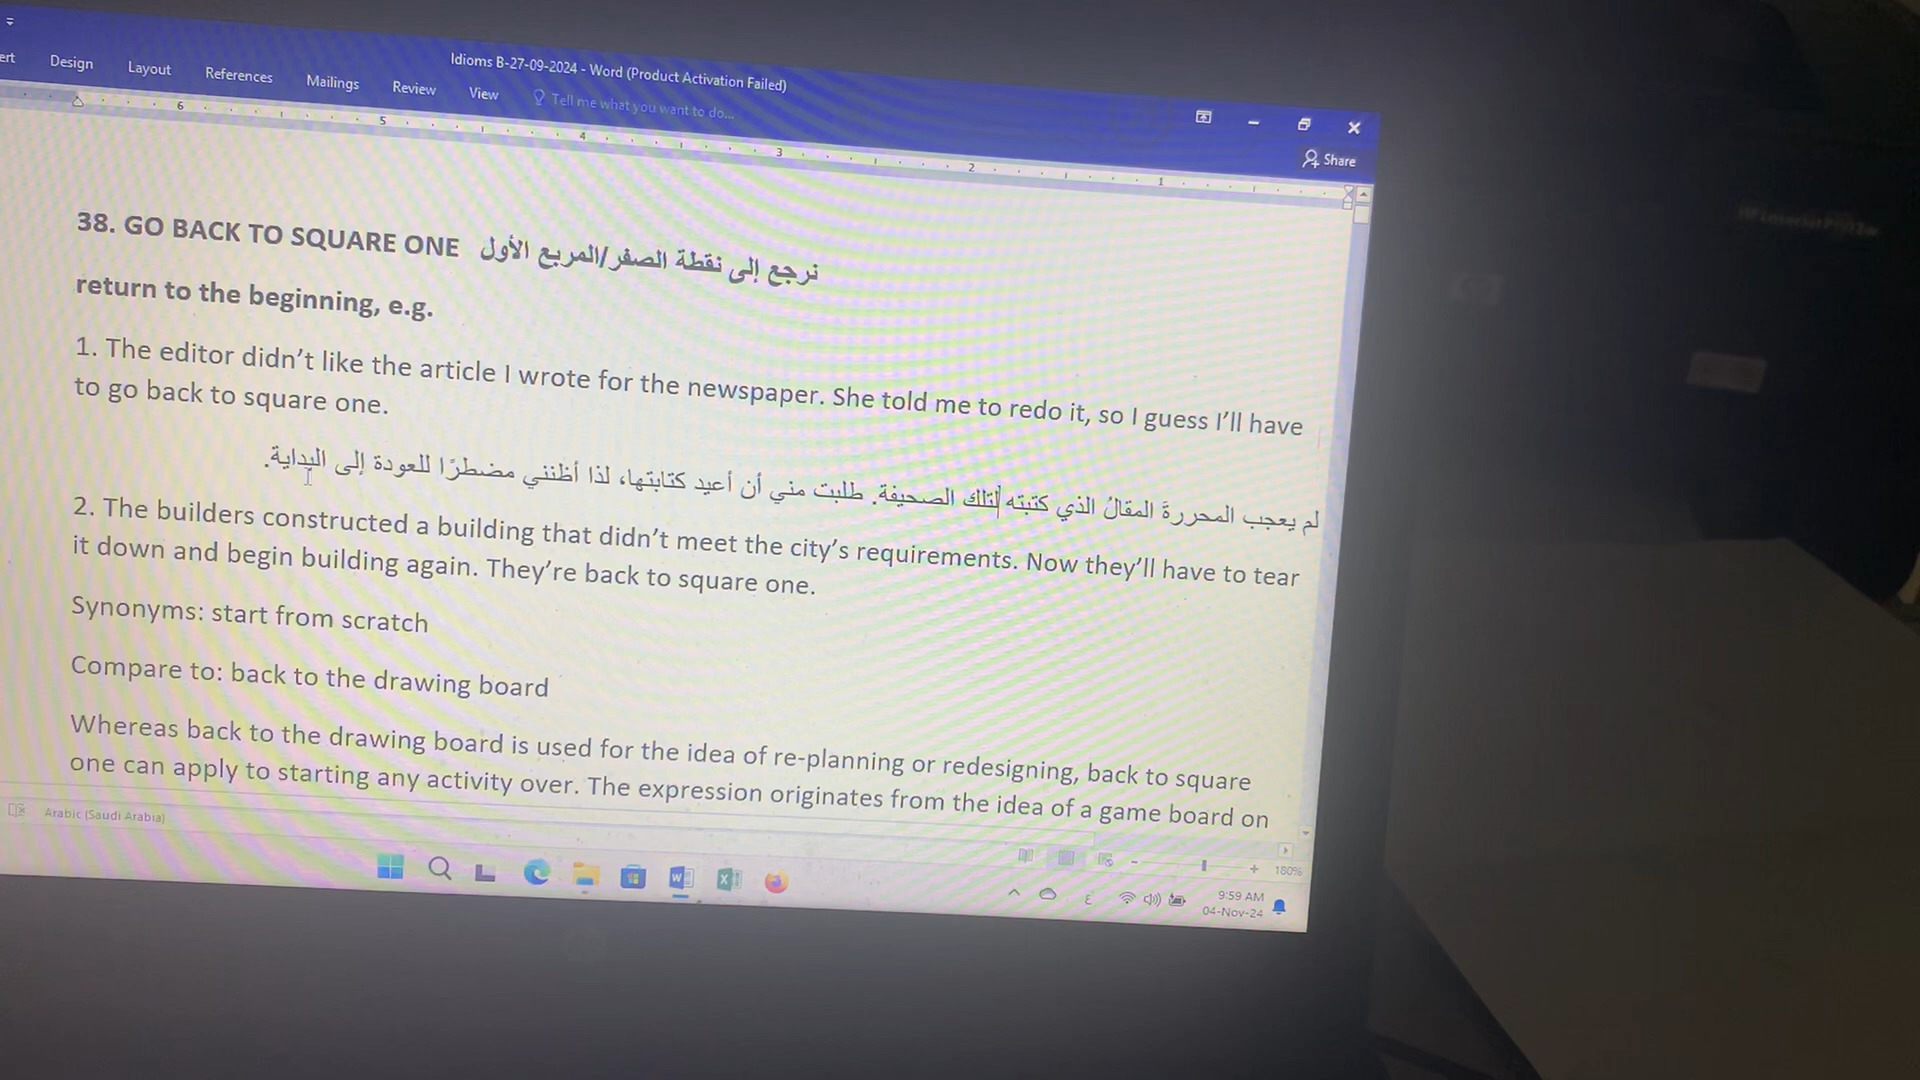 Idioms B-27-09-2024 - Word (Product Activation Failed)
ert Design Layout References Mailings Review View Tell me what you want to do...
Share
6 5 4 3 2 1
38. GO BACK TO SQUARE ONE نرجع إلى نقطة الصفر/المربع الأول
return to the beginning, e.g.
1. The editor didn’t like the article I wrote for the newspaper. She told me to redo it, so I guess I’ll have
to go back to square one.
لم يعجب المحررةَ المقالُ الذي كتبته لتلك الصحيفة. طلبت مني أن أعيد كتابتها، لذا أظنني مضطرًا للعودة إلى البداية.
2. The builders constructed a building that didn’t meet the city’s requirements. Now they’ll have to tear
it down and begin building again. They’re back to square one.
Synonyms: start from scratch
Compare to: back to the drawing board
Whereas back to the drawing board is used for the idea of re-planning or redesigning, back to square
one can apply to starting any activity over. The expression originates from the idea of a game board on
Arabic (Saudi Arabia)
180%
ع
9:59 AM
04-Nov-24